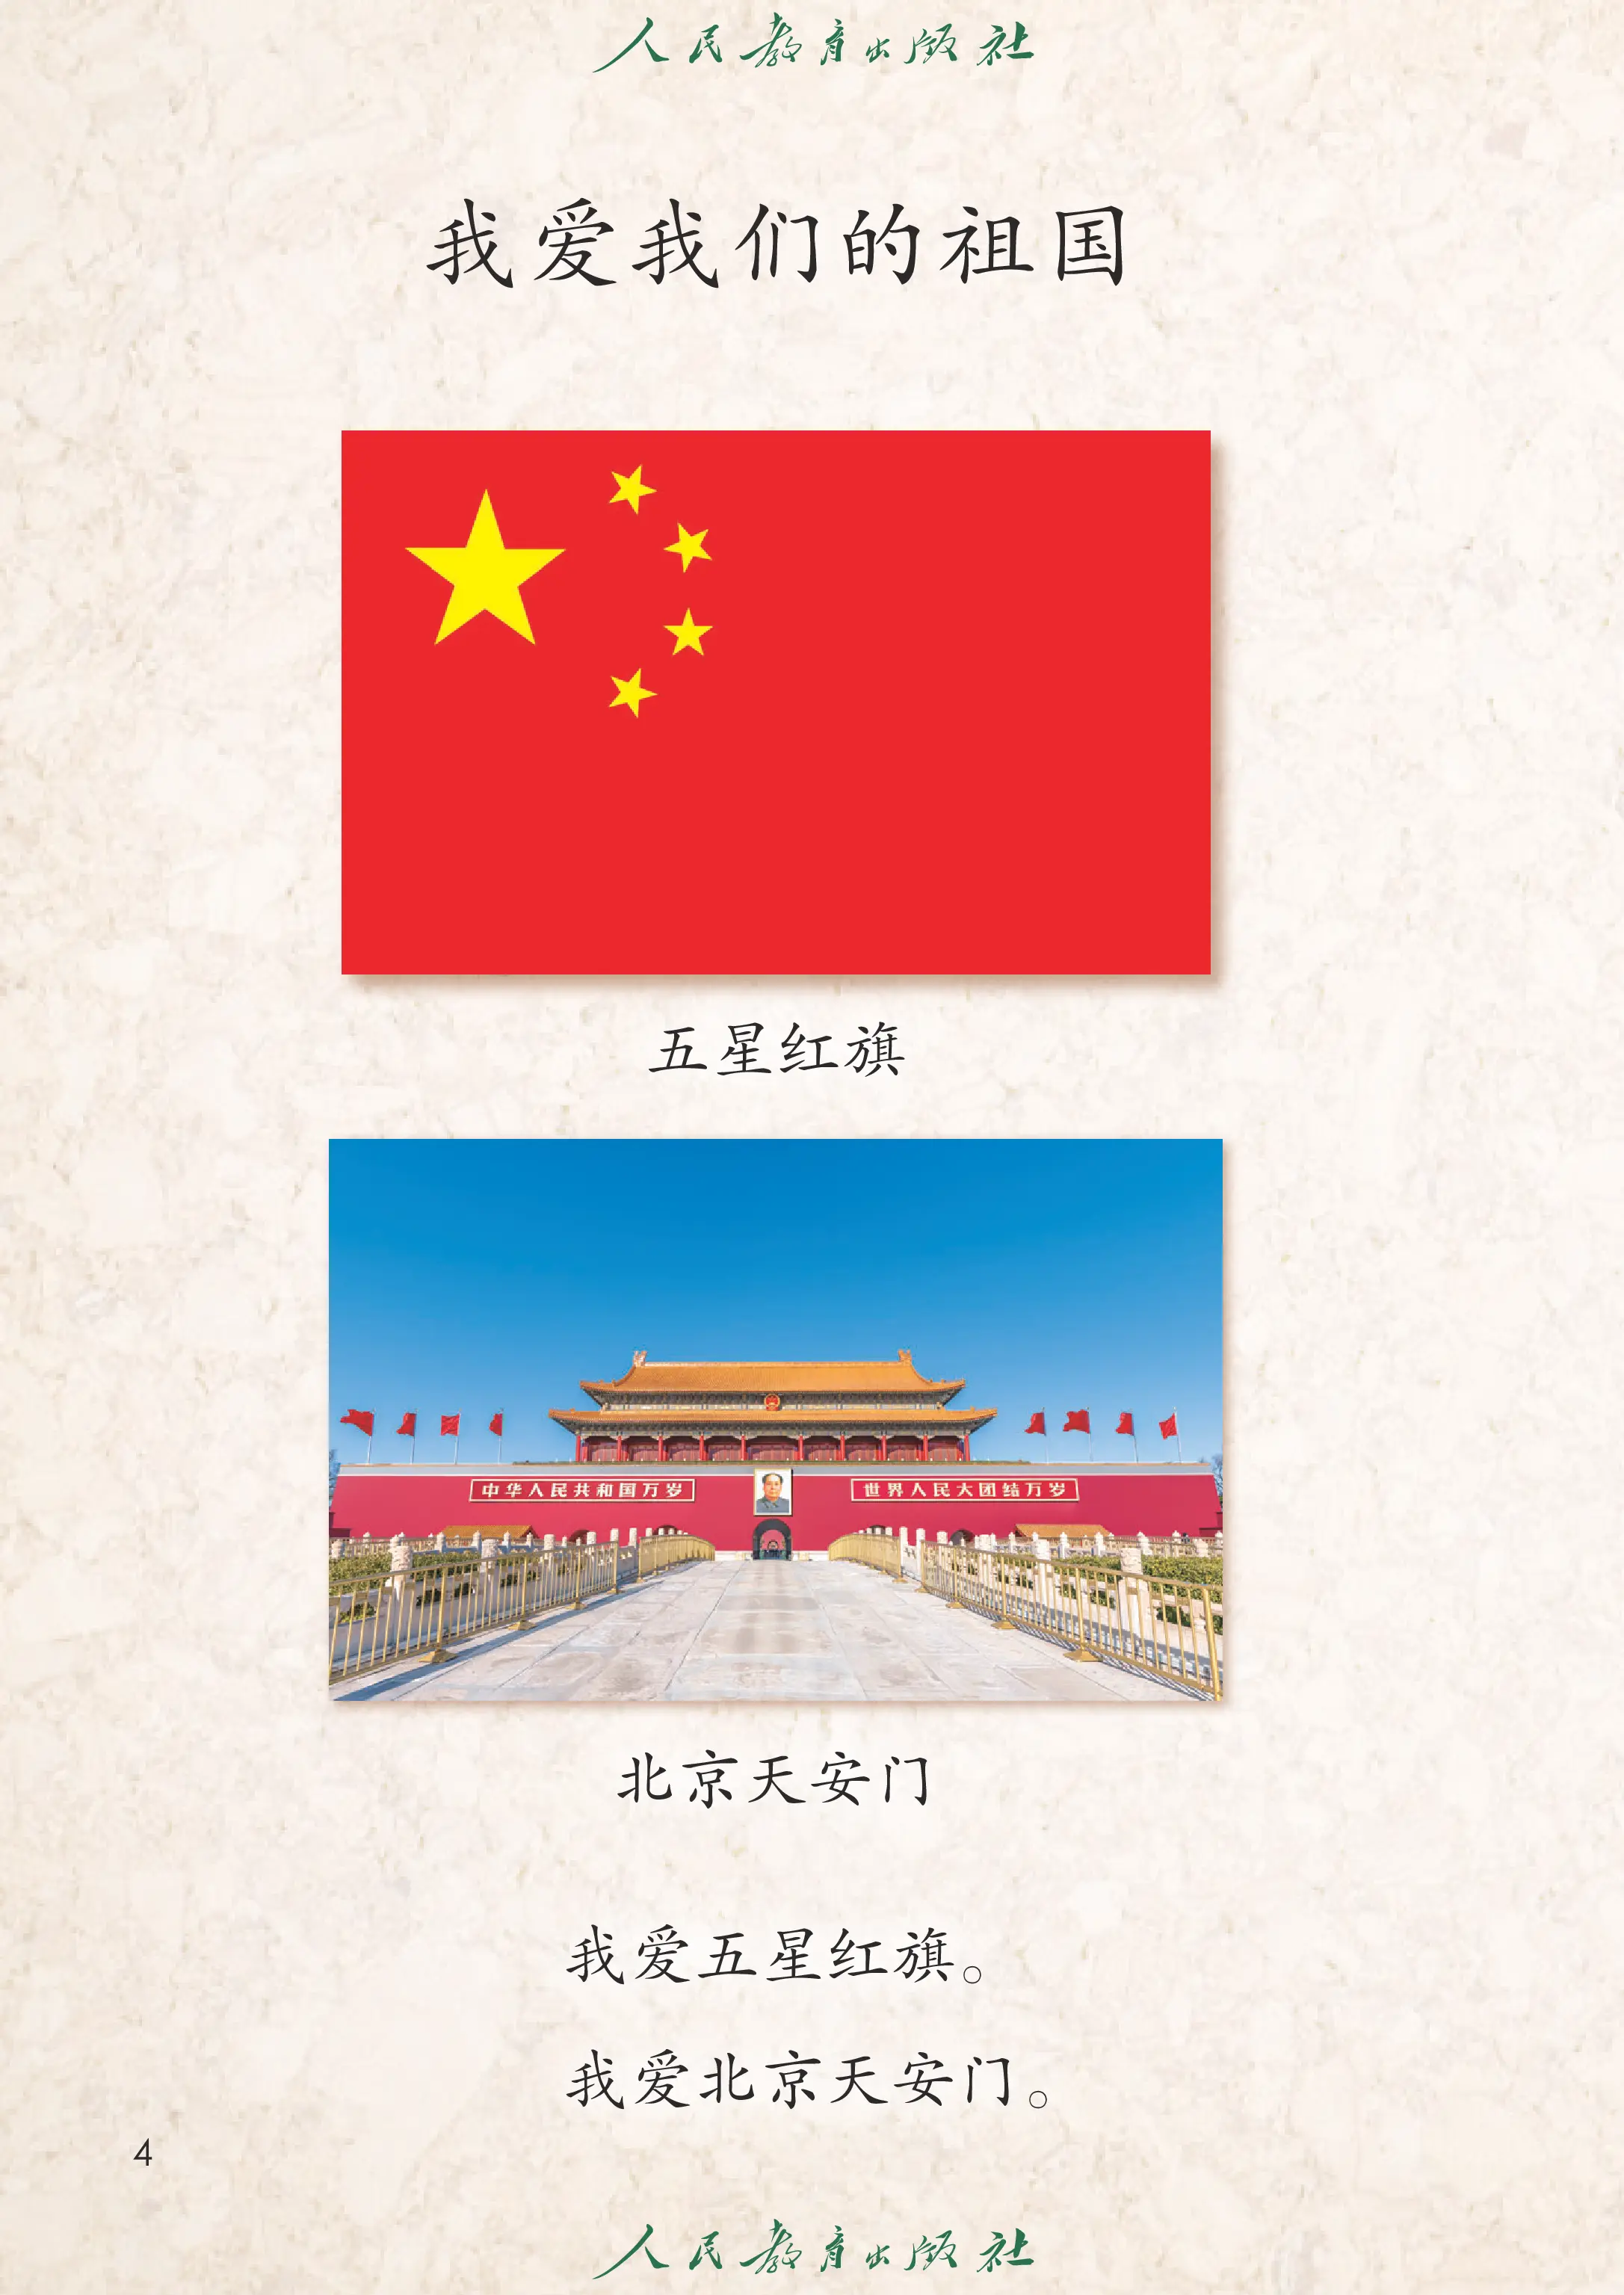 人民教育出版社
我爱我们的祖国
五星红旗
中华人民共和国万岁
世界人民大团结万岁
北京天安门
我爱五星红旗。
我爱北京天安门。
4
人民教育出版社